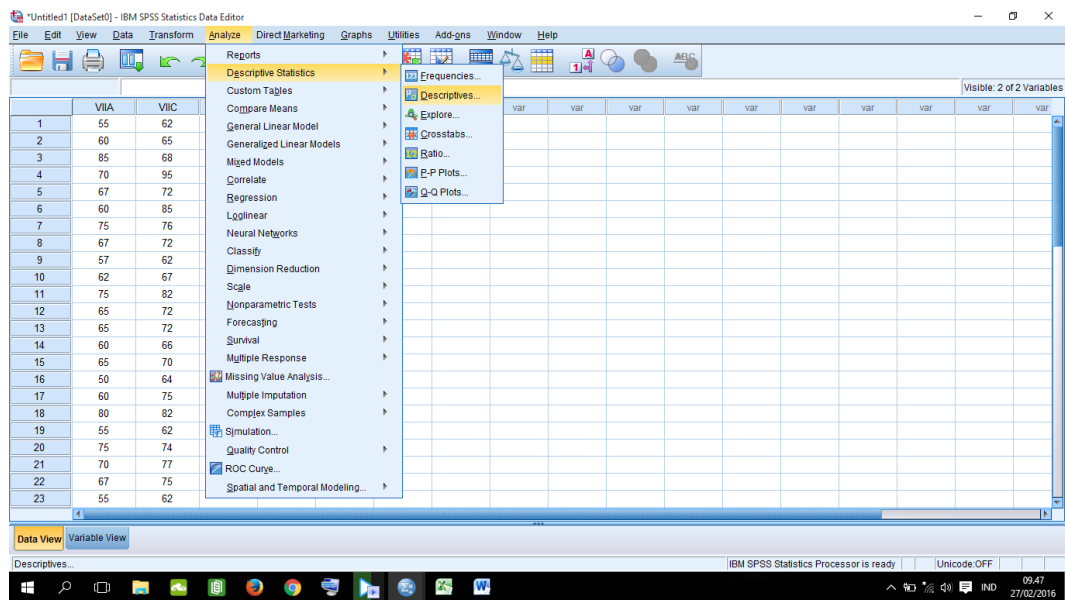 *Untitled1 [DataSet0] - IBM SPSS Statistics Data Editor
File Edit View Data Transform Analyze Direct Marketing Graphs Utilities Add-ons Window Help
Visible: 2 of 2 Variables
VIIA VIIC var var var var var var var var
1 55 62
2 60 65
3 85 68
4 70 95
5 67 72
6 60 85
7 75 76
8 67 72
9 57 62
10 62 67
11 75 82
12 65 72
13 65 72
14 60 66
15 65 70
16 50 64
17 60 75
18 80 82
19 55 62
20 75 74
21 70 77
22 67 75
23 55 62
Reports
Descriptive Statistics
Custom Tables
Compare Means
General Linear Model
Generalized Linear Models
Mixed Models
Correlate
Regression
Loglinear
Neural Networks
Classify
Dimension Reduction
Scale
Nonparametric Tests
Forecasting
Survival
Multiple Response
Missing Value Analysis...
Multiple Imputation
Complex Samples
Simulation...
Quality Control
ROC Curve...
Spatial and Temporal Modeling...
Frequencies...
Descriptives...
Explore...
Crosstabs...
Ratio...
P-P Plots...
Q-Q Plots...
Data View Variable View
Descriptives... IBM SPSS Statistics Processor is ready Unicode:OFF
IND 09.47
27/02/2016